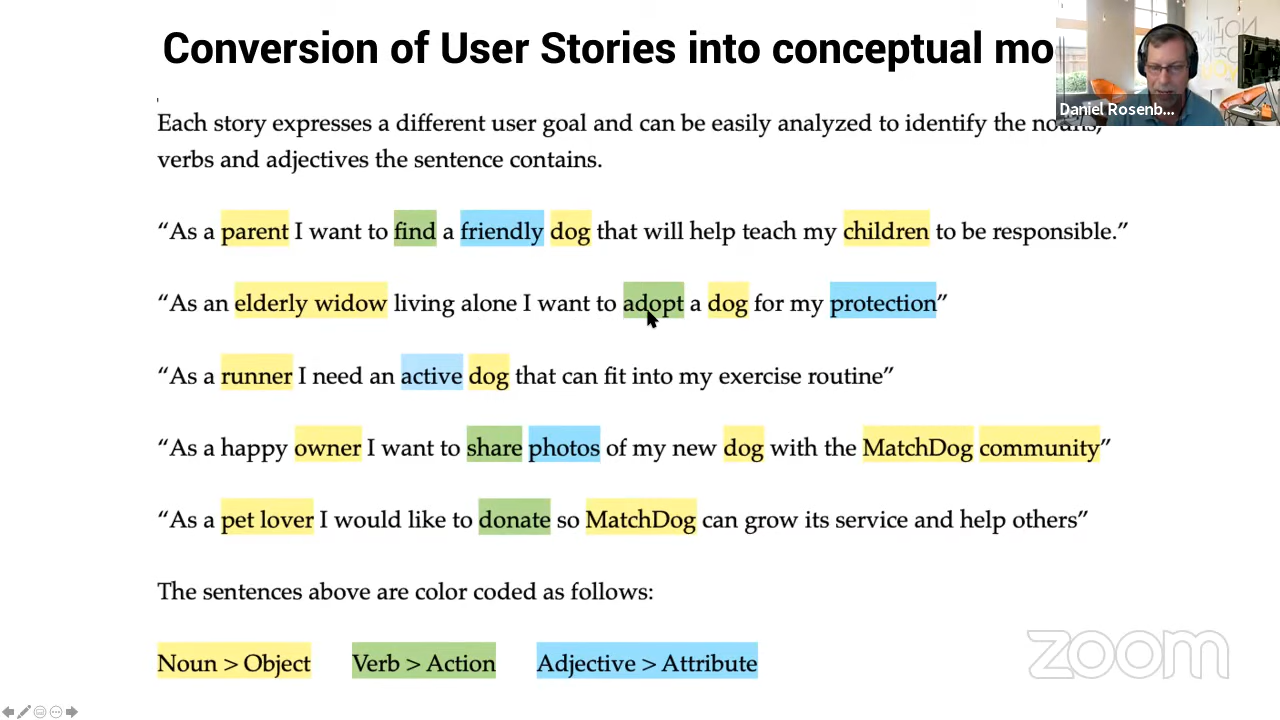 Conversion of User Stories into conceptual mo
Daniel Rosenb...
Each story expresses a different user goal and can be easily analyzed to identify the nouns,
verbs and adjectives the sentence contains.
“As a parent I want to find a friendly dog that will help teach my children to be responsible.”
“As an elderly widow living alone I want to adopt a dog for my protection”
“As a runner I need an active dog that can fit into my exercise routine”
“As a happy owner I want to share photos of my new dog with the MatchDog community”
“As a pet lover I would like to donate so MatchDog can grow its service and help others”
The sentences above are color coded as follows:
Noun > Object Verb > Action Adjective > Attribute
zoom